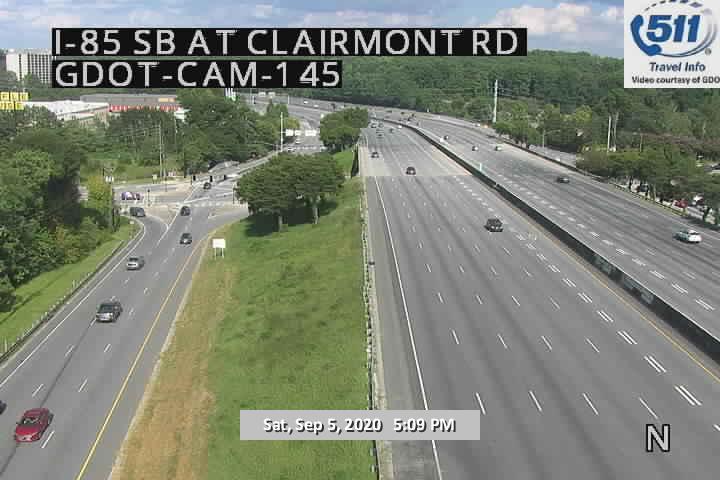 I-85 SB AT CLAIRMONT RD
GDOT-CAM-145
511
Travel Info
Video courtesy of GDO
Sat, Sep 5, 2020 5:09 PM
N